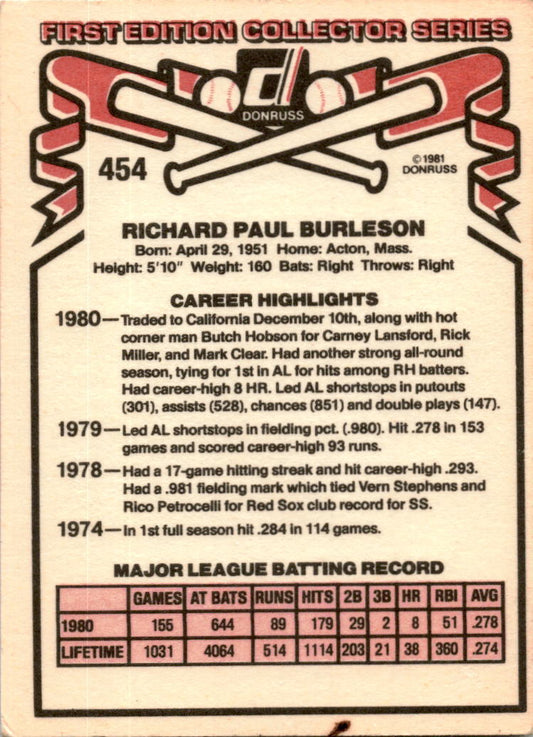 FIRST EDITION COLLECTOR SERIES
d
DONRUSS
454
©1981
DONRUSS
RICHARD PAUL BURLESON
Born: April 29, 1951 Home: Acton, Mass.
Height: 5'10" Weight: 160 Bats: Right Throws: Right
CAREER HIGHLIGHTS
1980—Traded to California December 10th, along with hot
corner man Butch Hobson for Carney Lansford, Rick
Miller, and Mark Clear. Had another strong all-round
season, tying for 1st in AL for hits among RH batters.
Had career-high 8 HR. Led AL shortstops in putouts
(301), assists (528), chances (851) and double plays (147).
1979—Led AL shortstops in fielding pct. (.980). Hit .278 in 153
games and scored career-high 93 runs.
1978—Had a 17-game hitting streak and hit career-high .293.
Had a .981 fielding mark which tied Vern Stephens and
Rico Petrocelli for Red Sox club record for SS.
1974—In 1st full season hit .284 in 114 games.
MAJOR LEAGUE BATTING RECORD
GAMES AT BATS RUNS HITS 2B 3B HR RBI AVG
1980 155 644 89 179 29 2 8 51 .278
LIFETIME 1031 4064 514 1114 203 21 38 360 .274